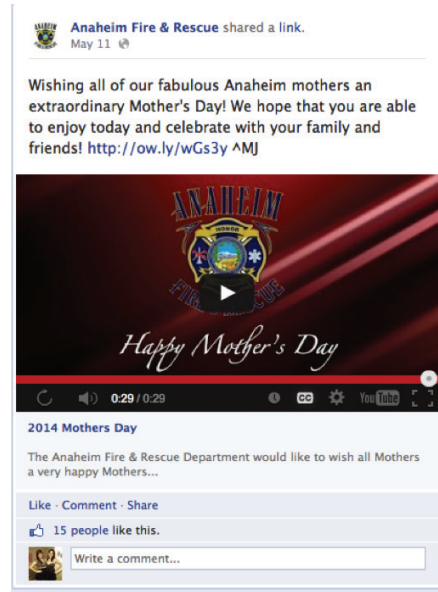 Anaheim Fire & Rescue shared a link.
May 11
Wishing all of our fabulous Anaheim mothers an
extraordinary Mother's Day! We hope that you are able
to enjoy today and celebrate with your family and
friends! http://ow.ly/wGs3y ^MJ
ANAHEIM
HONOR
FIRE & RESCUE
Happy Mother's Day
0:29 / 0:29
CC
YouTube
2014 Mothers Day
The Anaheim Fire & Rescue Department would like to wish all Mothers
a very happy Mothers...
Like · Comment · Share
15 people like this.
Write a comment...